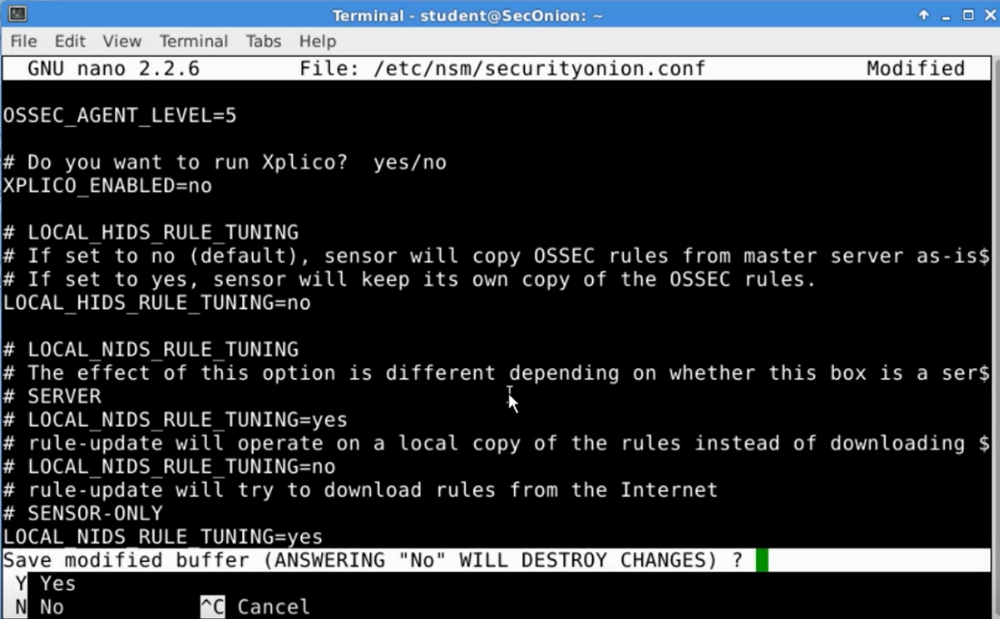 Terminal - student@SecOnion: ~
File Edit View Terminal Tabs Help
GNU nano 2.2.6 File: /etc/nsm/securityonion.conf Modified
OSSEC_AGENT_LEVEL=5
# Do you want to run Xplico?  yes/no
XPLICO_ENABLED=no
# LOCAL_HIDS_RULE_TUNING
# If set to no (default), sensor will copy OSSEC rules from master server as-is$
# If set to yes, sensor will keep its own copy of the OSSEC rules.
LOCAL_HIDS_RULE_TUNING=no
# LOCAL_NIDS_RULE_TUNING
# The effect of this option is different depending on whether this box is a ser$
# SERVER
# LOCAL_NIDS_RULE_TUNING=yes
# rule-update will operate on a local copy of the rules instead of downloading $
# LOCAL_NIDS_RULE_TUNING=no
# rule-update will try to download rules from the Internet
# SENSOR-ONLY
LOCAL_NIDS_RULE_TUNING=yes
Save modified buffer (ANSWERING "No" WILL DESTROY CHANGES) ?
Y Yes
N No ^C Cancel